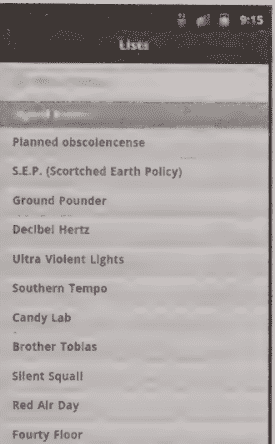 9:15
Lists
Planned obscolencense
S.E.P. (Scortched Earth Policy)
Ground Pounder
Decibel Hertz
Ultra Violent Lights
Southern Tempo
Candy Lab
Brother Tobias
Silent Squall
Red Air Day
Fourty Floor